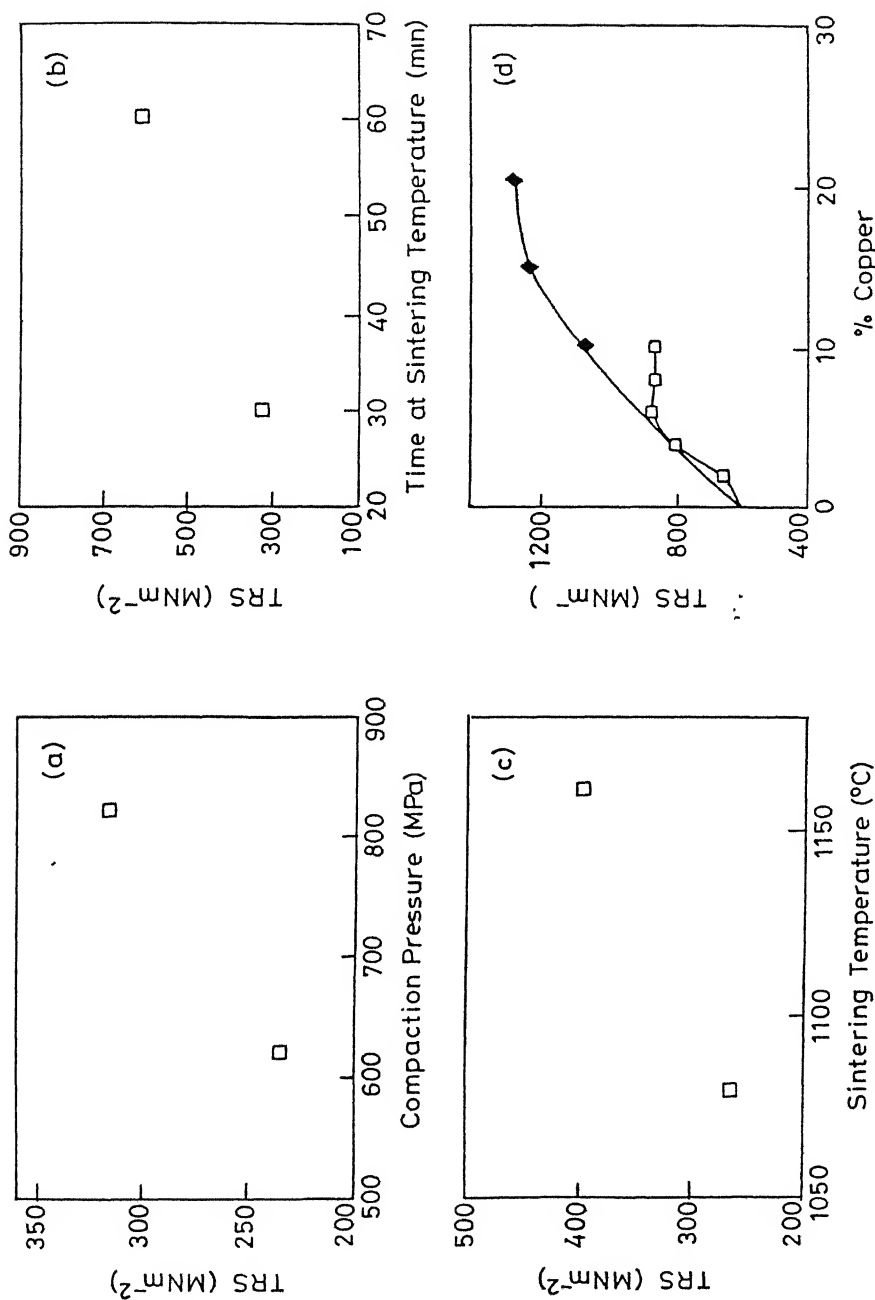 (a)
350
300
250
200
TRS (MNm⁻²)
500
600
700
800
900
Compaction Pressure (MPa)
(b)
900
700
500
300
100
TRS (MNm⁻²)
20
30
40
50
60
70
Time at Sintering Temperature (min)
(c)
500
400
300
200
TRS (MNm⁻²)
1050
1100
1150
Sintering Temperature (°C)
(d)
1200
800
400
TRS (MNm⁻ )
0
10
20
30
% Copper